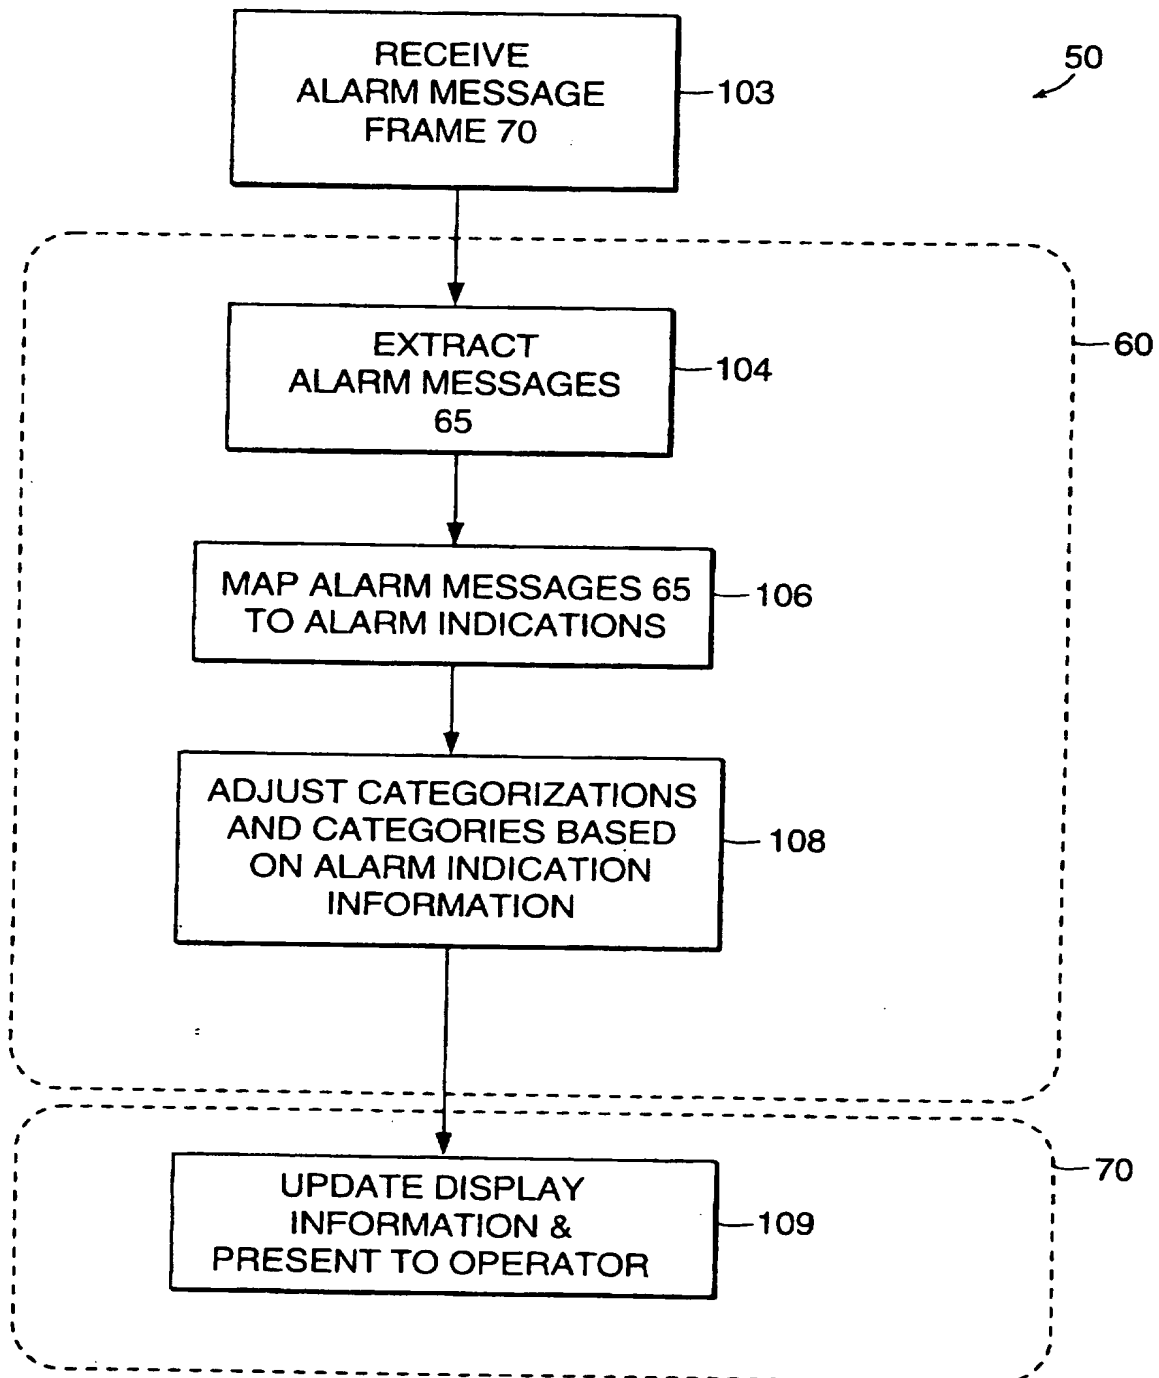 RECEIVE
ALARM MESSAGE
FRAME 70
103
50
EXTRACT
ALARM MESSAGES
65
104
60
MAP ALARM MESSAGES 65
TO ALARM INDICATIONS
106
ADJUST CATEGORIZATIONS
AND CATEGORIES BASED
ON ALARM INDICATION
INFORMATION
108
UPDATE DISPLAY
INFORMATION &
PRESENT TO OPERATOR
109
70